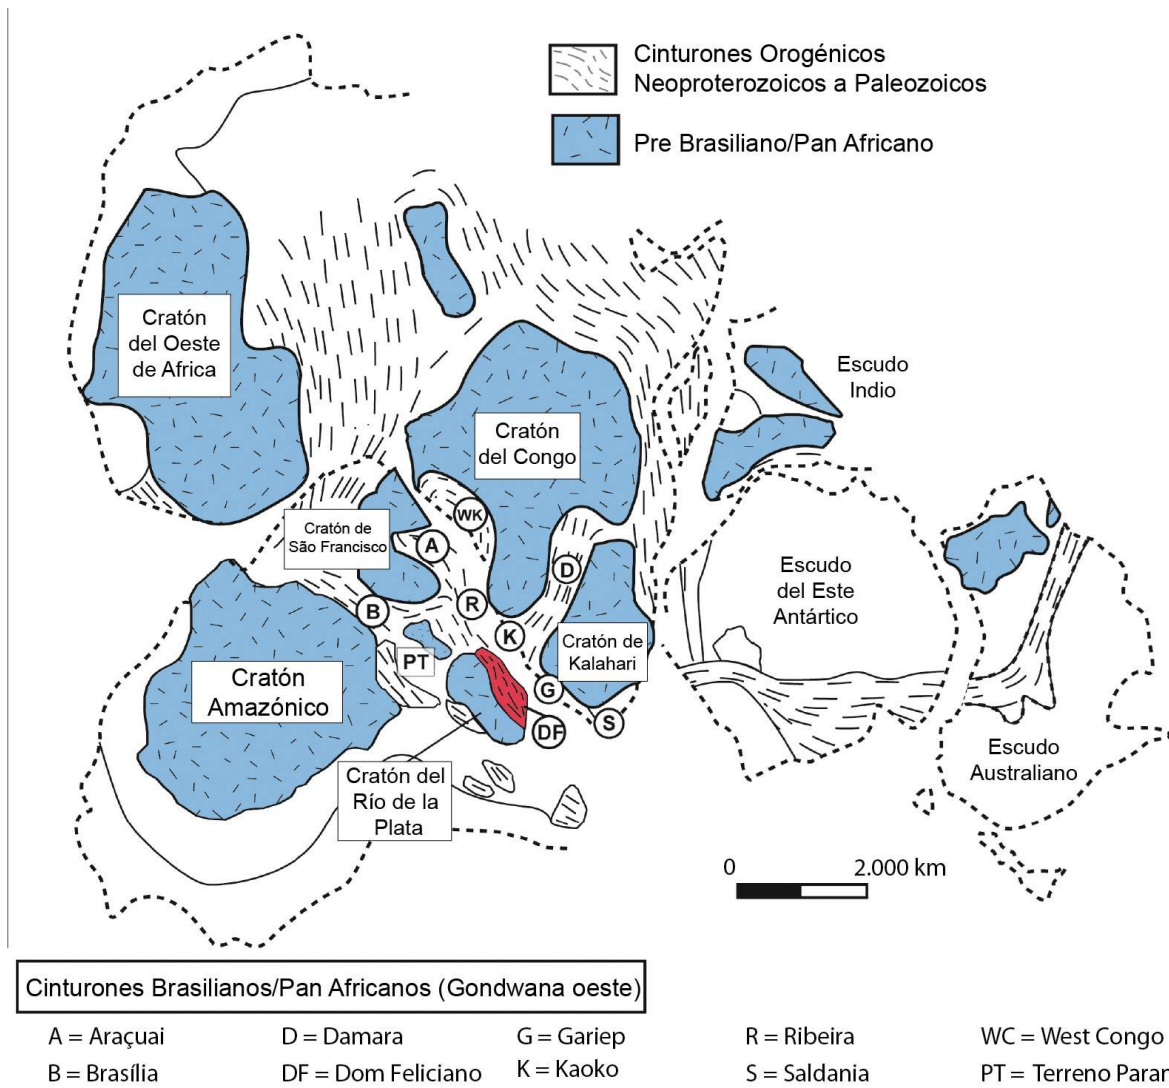 Cinturones Orogénicos
Neoproterozoicos a Paleozoicos
Pre Brasiliano/Pan Africano
Cratón
del Oeste
de Africa
Escudo
Indio
Cratón
del Congo
Cratón de
São Francisco
WK
A
D
B
R
K
Escudo
del Este
Antártico
Cratón de
Kalahari
PT
Cratón
Amazónico
G
S
DF
Escudo
Australiano
Cratón del
Río de la
Plata
0 2.000 km
Cinturones Brasilianos/Pan Africanos (Gondwana oeste)
A = Araçuai D = Damara G = Gariep R = Ribeira WC = West Congo
B = Brasília DF = Dom Feliciano K = Kaoko S = Saldania PT = Terreno Paran